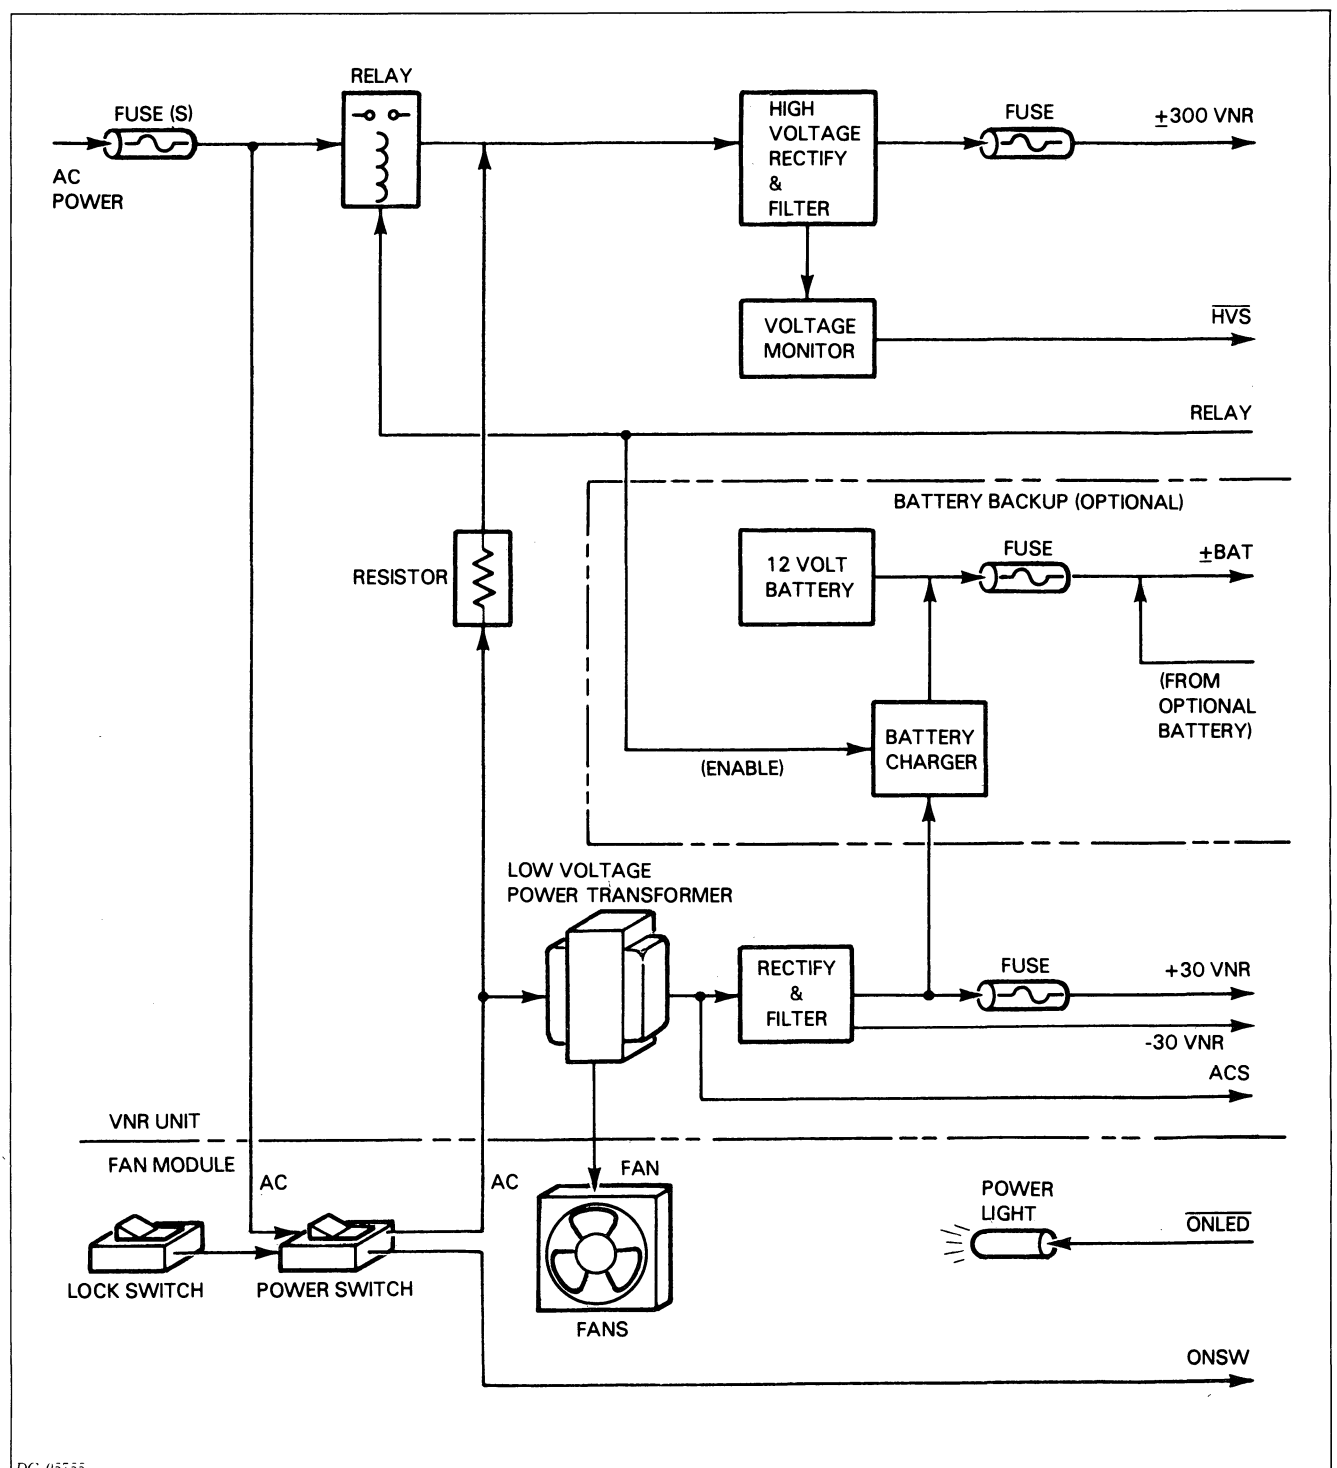 RELAY
FUSE (S)
AC
POWER
HIGH
VOLTAGE
RECTIFY
&
FILTER
FUSE
±300 VNR
VOLTAGE
MONITOR
HVS
RELAY
BATTERY BACKUP (OPTIONAL)
12 VOLT
BATTERY
FUSE
±BAT
RESISTOR
(FROM
OPTIONAL
BATTERY)
BATTERY
CHARGER
(ENABLE)
LOW VOLTAGE
POWER TRANSFORMER
RECTIFY
&
FILTER
FUSE
+30 VNR
-30 VNR
ACS
VNR UNIT
FAN MODULE
AC
AC
FAN
POWER
LIGHT
ONLED
LOCK SWITCH
POWER SWITCH
FANS
ONSW